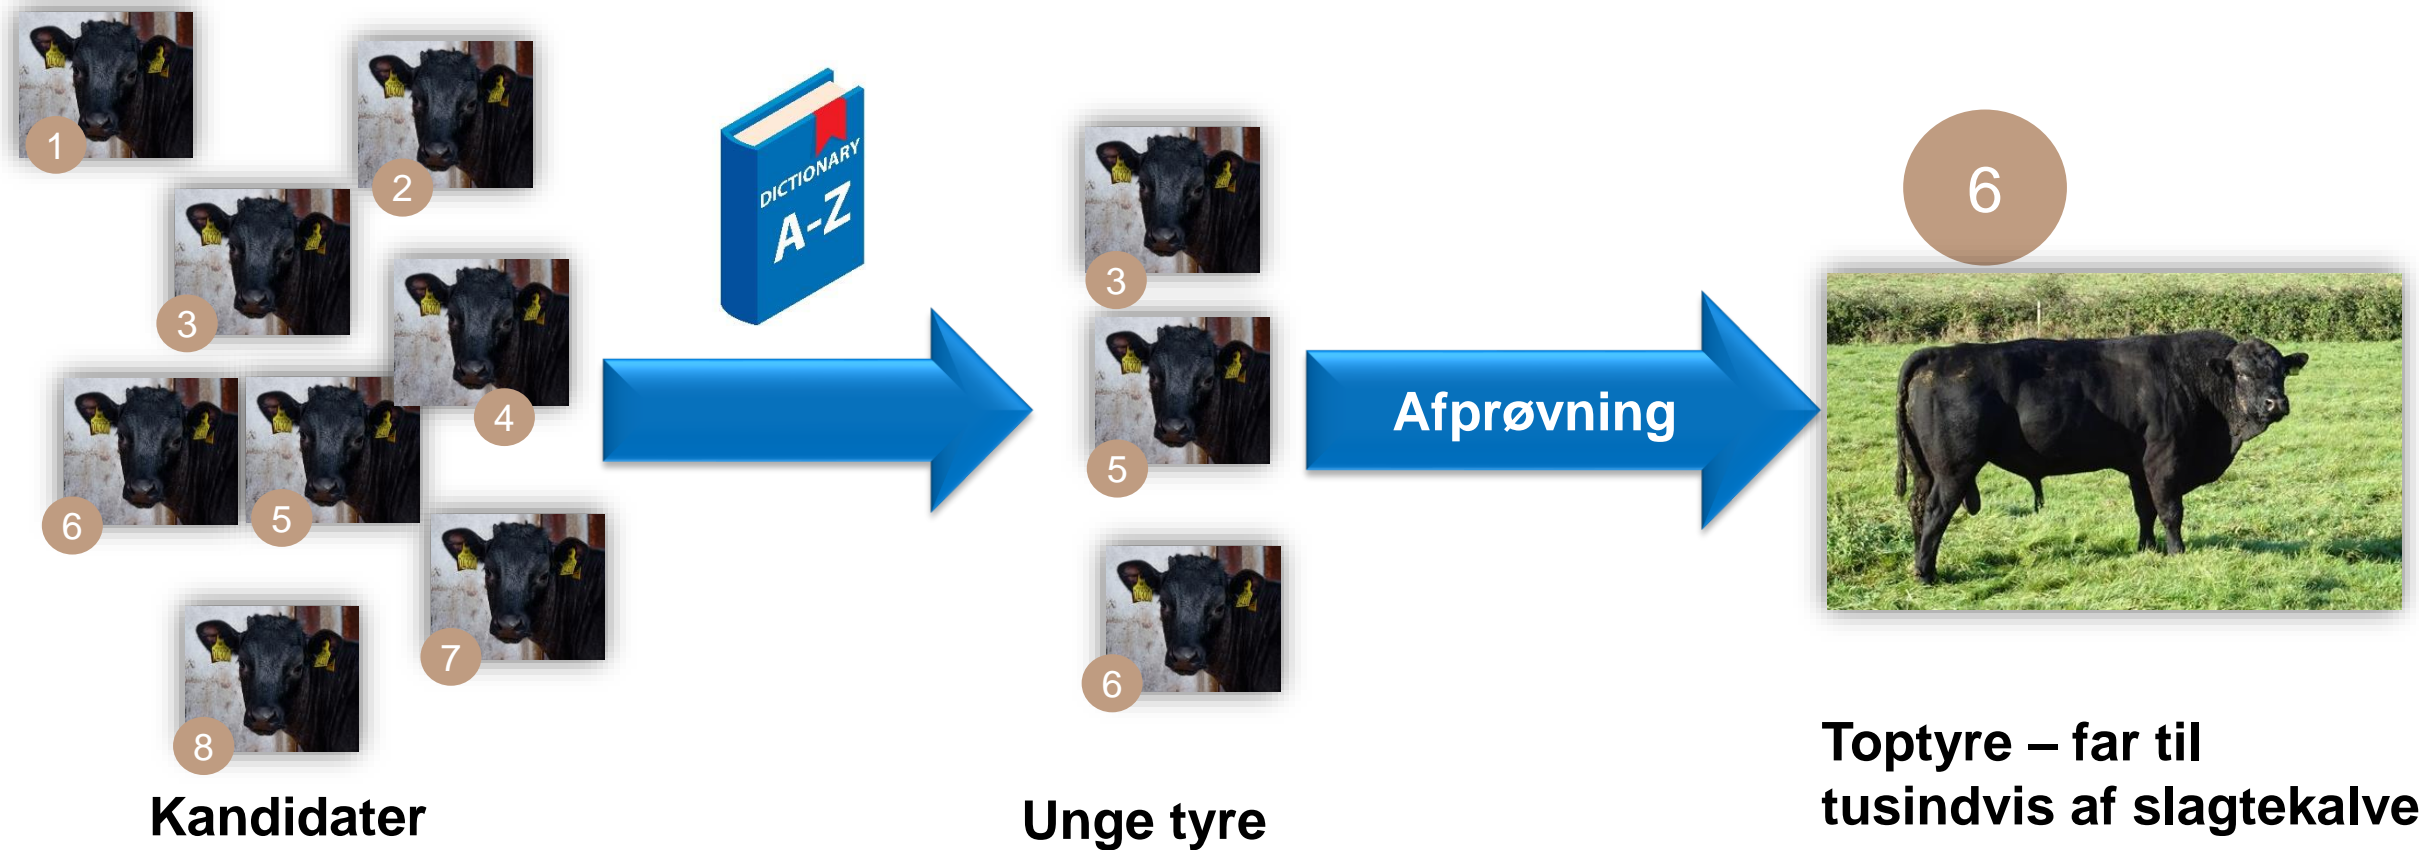 1
2
3
4
6
5
7
8
Kandidater
DICTIONARY
A-Z
3
5
6
Unge tyre
Afprøvning
6
Toptyre – far til
tusindvis af slagtekalve